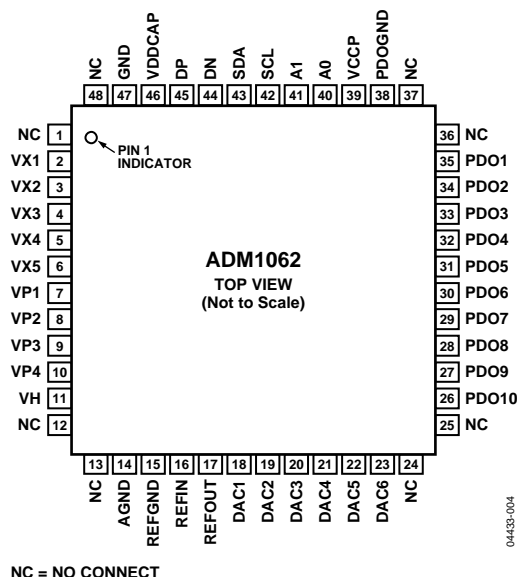 NC
GND
VDDCAP
DP
DN
SDA
SCL
A1
A0
VCCP
PDOGND
NC
48
47
46
45
44
43
42
41
40
39
38
37
NC 1
VX1 2
VX2 3
VX3 4
VX4 5
VX5 6
VP1 7
VP2 8
VP3 9
VP4 10
VH 11
NC 12
PIN 1
INDICATOR
ADM1062
TOP VIEW
(Not to Scale)
36 NC
35 PDO1
34 PDO2
33 PDO3
32 PDO4
31 PDO5
30 PDO6
29 PDO7
28 PDO8
27 PDO9
26 PDO10
25 NC
13
14
15
16
17
18
19
20
21
22
23
24
NC
AGND
REFGND
REFIN
REFOUT
DAC1
DAC2
DAC3
DAC4
DAC5
DAC6
NC
04433-004
NC = NO CONNECT